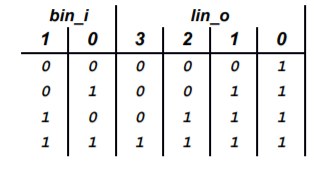 bin_i lin_o
1 0 3 2 1 0
0 0 0 0 0 1
0 1 0 0 1 1
1 0 0 1 1 1
1 1 1 1 1 1